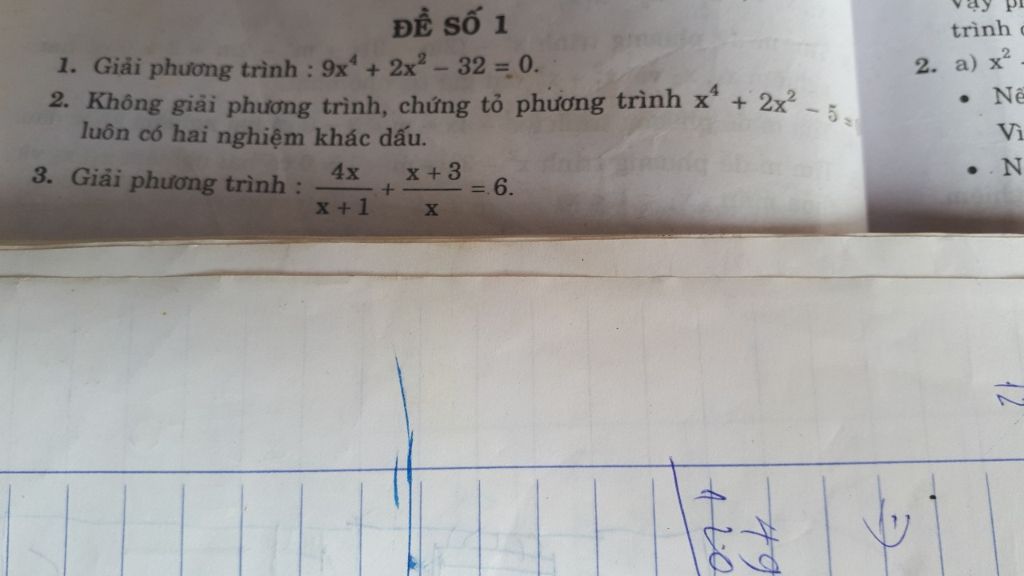 ĐỀ SỐ 1
1. Giải phương trình : 9x⁴ + 2x² – 32 = 0.
2. Không giải phương trình, chứng tỏ phương trình x⁴ + 2x² – 5 =
luôn có hai nghiệm khác dấu.
3. Giải phương trình : 4x/(x + 1) + (x + 3)/x = 6.
trình
2. a) x²
• Nế
Vì
• N
12